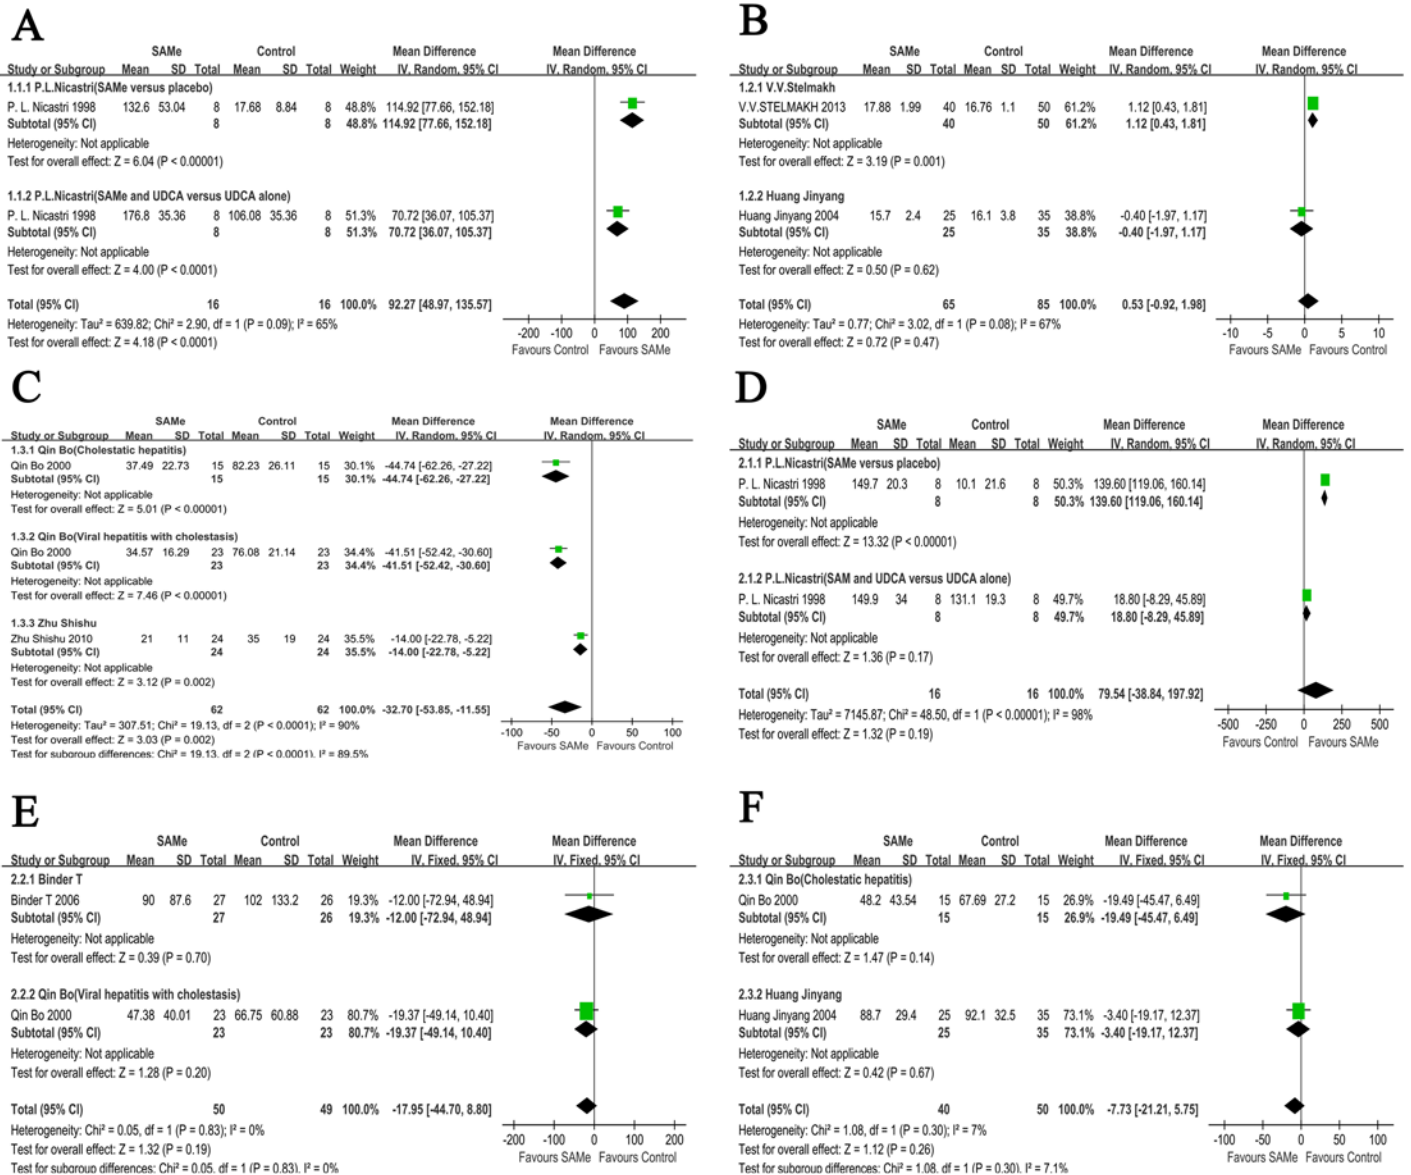 A
SAMe Control Mean Difference Mean Difference
Study or Subgroup Mean SD Total Mean SD Total Weight IV, Random, 95% CI IV, Random, 95% CI
1.1.1 P.L.Nicastri(SAMe versus placebo)
P. L. Nicastri 1998 132.6 53.04 8 17.68 8.84 8 48.8% 114.92 [77.66, 152.18]
Subtotal (95% CI) 8 8 48.8% 114.92 [77.66, 152.18]
Heterogeneity: Not applicable
Test for overall effect: Z = 6.04 (P < 0.00001)
1.1.2 P.L.Nicastri(SAMe and UDCA versus UDCA alone)
P. L. Nicastri 1998 176.8 35.36 8 106.08 35.36 8 51.3% 70.72 [36.07, 105.37]
Subtotal (95% CI) 8 8 51.3% 70.72 [36.07, 105.37]
Heterogeneity: Not applicable
Test for overall effect: Z = 4.00 (P < 0.0001)
Total (95% CI) 16 16 100.0% 92.27 [48.97, 135.57]
Heterogeneity: Tau² = 639.82; Chi² = 2.90, df = 1 (P = 0.09); I² = 65%
Test for overall effect: Z = 4.18 (P < 0.0001)
-200 -100 0 100 200
Favours Control Favours SAMe
B
SAMe Control Mean Difference Mean Difference
Study or Subgroup Mean SD Total Mean SD Total Weight IV, Random, 95% CI IV, Random, 95% CI
1.2.1 V.V.Stelmakh
V.V.STELMAKH 2013 17.88 1.99 40 16.76 1.1 50 61.2% 1.12 [0.43, 1.81]
Subtotal (95% CI) 40 50 61.2% 1.12 [0.43, 1.81]
Heterogeneity: Not applicable
Test for overall effect: Z = 3.19 (P = 0.001)
1.2.2 Huang Jinyang
Huang Jinyang 2004 15.7 2.4 25 16.1 3.8 35 38.8% -0.40 [-1.97, 1.17]
Subtotal (95% CI) 25 35 38.8% -0.40 [-1.97, 1.17]
Heterogeneity: Not applicable
Test for overall effect: Z = 0.50 (P = 0.62)
Total (95% CI) 65 85 100.0% 0.53 [-0.92, 1.98]
Heterogeneity: Tau² = 0.77; Chi² = 3.02, df = 1 (P = 0.08); I² = 67%
Test for overall effect: Z = 0.72 (P = 0.47)
-10 -5 0 5 10
Favours SAMe Favours Control
C
SAMe Control Mean Difference Mean Difference
Study or Subgroup Mean SD Total Mean SD Total Weight IV, Random, 95% CI IV, Random, 95% CI
1.3.1 Qin Bo(Cholestatic hepatitis)
Qin Bo 2000 37.49 22.73 15 82.23 26.11 15 30.1% -44.74 [-62.26, -27.22]
Subtotal (95% CI) 15 15 30.1% -44.74 [-62.26, -27.22]
Heterogeneity: Not applicable
Test for overall effect: Z = 5.01 (P < 0.00001)
1.3.2 Qin Bo(Viral hepatitis with cholestasis)
Qin Bo 2000 34.57 16.29 23 76.08 21.14 23 34.4% -41.51 [-52.42, -30.60]
Subtotal (95% CI) 23 23 34.4% -41.51 [-52.42, -30.60]
Heterogeneity: Not applicable
Test for overall effect: Z = 7.46 (P < 0.00001)
1.3.3 Zhu Shishu
Zhu Shishu 2010 21 11 24 35 19 24 35.5% -14.00 [-22.78, -5.22]
Subtotal (95% CI) 24 24 35.5% -14.00 [-22.78, -5.22]
Heterogeneity: Not applicable
Test for overall effect: Z = 3.12 (P = 0.002)
Total (95% CI) 62 62 100.0% -32.70 [-53.85, -11.55]
Heterogeneity: Tau² = 307.51; Chi² = 19.13, df = 2 (P < 0.0001); I² = 90%
Test for overall effect: Z = 3.03 (P = 0.002)
Test for subgroup differences: Chi² = 19.13, df = 2 (P < 0.0001), I² = 89.5%
-100 -50 0 50 100
Favours SAMe Favours Control
D
SAMe Control Mean Difference Mean Difference
Study or Subgroup Mean SD Total Mean SD Total Weight IV, Random, 95% CI IV, Random, 95% CI
2.1.1 P.L.Nicastri(SAMe versus placebo)
P. L. Nicastri 1998 149.7 20.3 8 10.1 21.6 8 50.3% 139.60 [119.06, 160.14]
Subtotal (95% CI) 8 8 50.3% 139.60 [119.06, 160.14]
Heterogeneity: Not applicable
Test for overall effect: Z = 13.32 (P < 0.00001)
2.1.2 P.L.Nicastri(SAM and UDCA versus UDCA alone)
P. L. Nicastri 1998 149.9 34 8 131.1 19.3 8 49.7% 18.80 [-8.29, 45.89]
Subtotal (95% CI) 8 8 49.7% 18.80 [-8.29, 45.89]
Heterogeneity: Not applicable
Test for overall effect: Z = 1.36 (P = 0.17)
Total (95% CI) 16 16 100.0% 79.54 [-38.84, 197.92]
Heterogeneity: Tau² = 7145.87; Chi² = 48.50, df = 1 (P < 0.00001); I² = 98%
Test for overall effect: Z = 1.32 (P = 0.19)
-500 -250 0 250 500
Favours Control Favours SAMe
E
SAMe Control Mean Difference Mean Difference
Study or Subgroup Mean SD Total Mean SD Total Weight IV, Fixed, 95% CI IV, Fixed, 95% CI
2.2.1 Binder T
Binder T 2006 90 87.6 27 102 133.2 26 19.3% -12.00 [-72.94, 48.94]
Subtotal (95% CI) 27 26 19.3% -12.00 [-72.94, 48.94]
Heterogeneity: Not applicable
Test for overall effect: Z = 0.39 (P = 0.70)
2.2.2 Qin Bo(Viral hepatitis with cholestasis)
Qin Bo 2000 47.38 40.01 23 66.75 60.88 23 80.7% -19.37 [-49.14, 10.40]
Subtotal (95% CI) 23 23 80.7% -19.37 [-49.14, 10.40]
Heterogeneity: Not applicable
Test for overall effect: Z = 1.28 (P = 0.20)
Total (95% CI) 50 49 100.0% -17.95 [-44.70, 8.80]
Heterogeneity: Chi² = 0.05, df = 1 (P = 0.83); I² = 0%
Test for overall effect: Z = 1.32 (P = 0.19)
Test for subgroup differences: Chi² = 0.05, df = 1 (P = 0.83), I² = 0%
-200 -100 0 100 200
Favours SAMe Favours Control
F
SAMe Control Mean Difference Mean Difference
Study or Subgroup Mean SD Total Mean SD Total Weight IV, Fixed, 95% CI IV, Fixed, 95% CI
2.3.1 Qin Bo(Cholestatic hepatitis)
Qin Bo 2000 48.2 43.54 15 67.69 27.2 15 26.9% -19.49 [-45.47, 6.49]
Subtotal (95% CI) 15 15 26.9% -19.49 [-45.47, 6.49]
Heterogeneity: Not applicable
Test for overall effect: Z = 1.47 (P = 0.14)
2.3.2 Huang Jinyang
Huang Jinyang 2004 88.7 29.4 25 92.1 32.5 35 73.1% -3.40 [-19.17, 12.37]
Subtotal (95% CI) 25 35 73.1% -3.40 [-19.17, 12.37]
Heterogeneity: Not applicable
Test for overall effect: Z = 0.42 (P = 0.67)
Total (95% CI) 40 50 100.0% -7.73 [-21.21, 5.75]
Heterogeneity: Chi² = 1.08, df = 1 (P = 0.30); I² = 7%
Test for overall effect: Z = 1.12 (P = 0.26)
Test for subgroup differences: Chi² = 1.08, df = 1 (P = 0.30), I² = 7.1%
-100 -50 0 50 100
Favours SAMe Favours Control